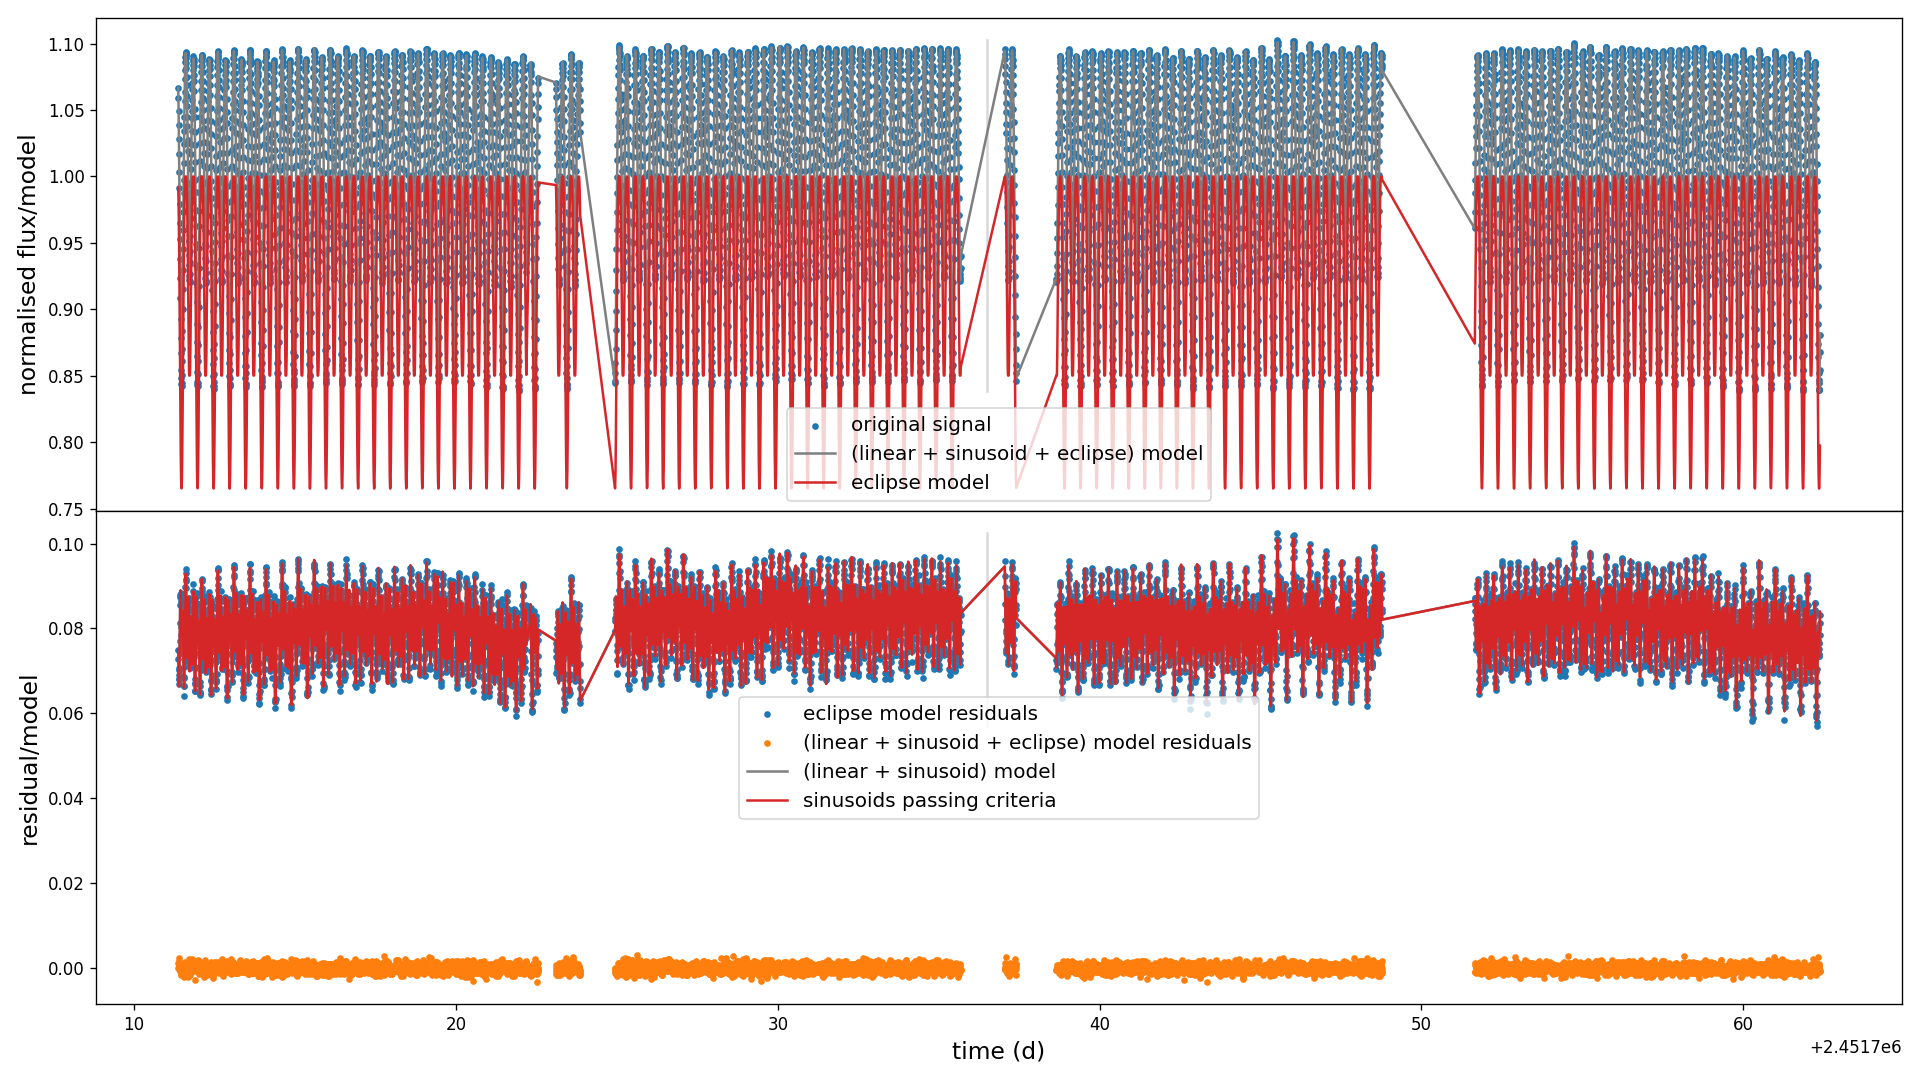 normalised flux/model
1.10
1.05
1.00
0.95
0.90
0.85
0.80
0.75
original signal
(linear + sinusoid + eclipse) model
eclipse model
residual/model
0.10
0.08
0.06
0.04
0.02
0.00
eclipse model residuals
(linear + sinusoid + eclipse) model residuals
(linear + sinusoid) model
sinusoids passing criteria
10 20 30 40 50 60
time (d)
+2.4517e6